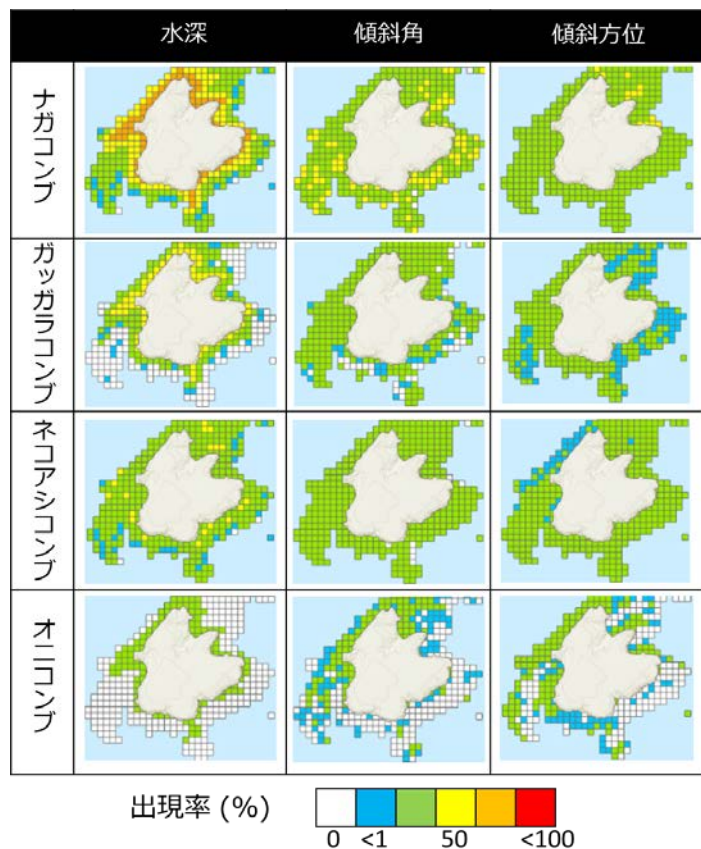 水深 傾斜角 傾斜方位
ナガコンブ
ガッガラコンブ
ネコアシコンブ
オニコンブ
出現率 (%)
0 <1 50 <100